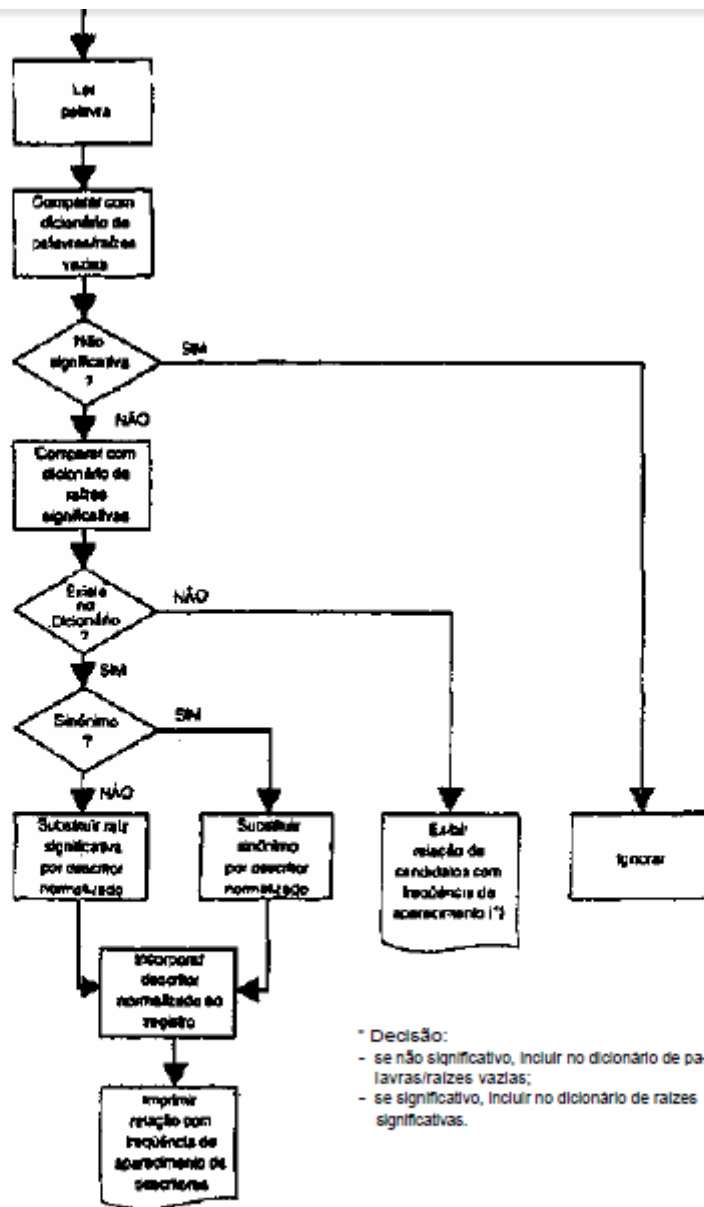 Ler
palavra
Comparar com
dicionário de
palavras/raízes
vazias
Não
significativa
?
SIM
NÃO
Comparar com
dicionário de
raízes
significativas
Existe
no
Dicionário
?
NÃO
SIM
Sinônimo
?
SIM
NÃO
Substituir raiz
significativa
por descritor
normalizado
Substituir
sinônimo
por descritor
normalizado
relação de
candidatos com
freqüência de
aparecimento (*)
Ignorar
Incorporar
descritor
normalizado ao
registro
Imprimir
relação com
freqüência de
aparecimento de
descritores
* Decisão:
- se não significativo, incluir no dicionário de pa-
lavras/raízes vazias;
- se significativo, incluir no dicionário de raízes
significativas.